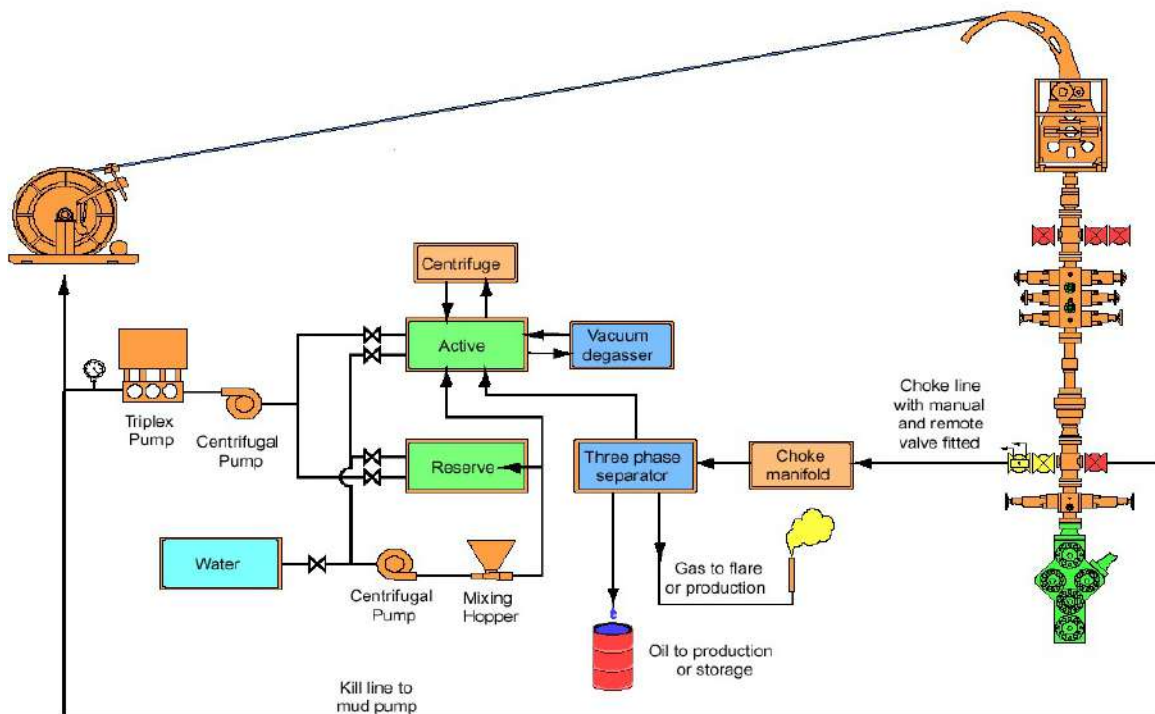 Centrifuge
Active
Vacuum
degasser
Triplex
Pump
Centrifugal
Pump
Reserve
Three phase
separator
Choke
manifold
Choke line
with manual
and remote
valve fitted
Water
Centrifugal
Pump
Mixing
Hopper
Gas to flare
or production
Oil to production
or storage
Kill line to
mud pump